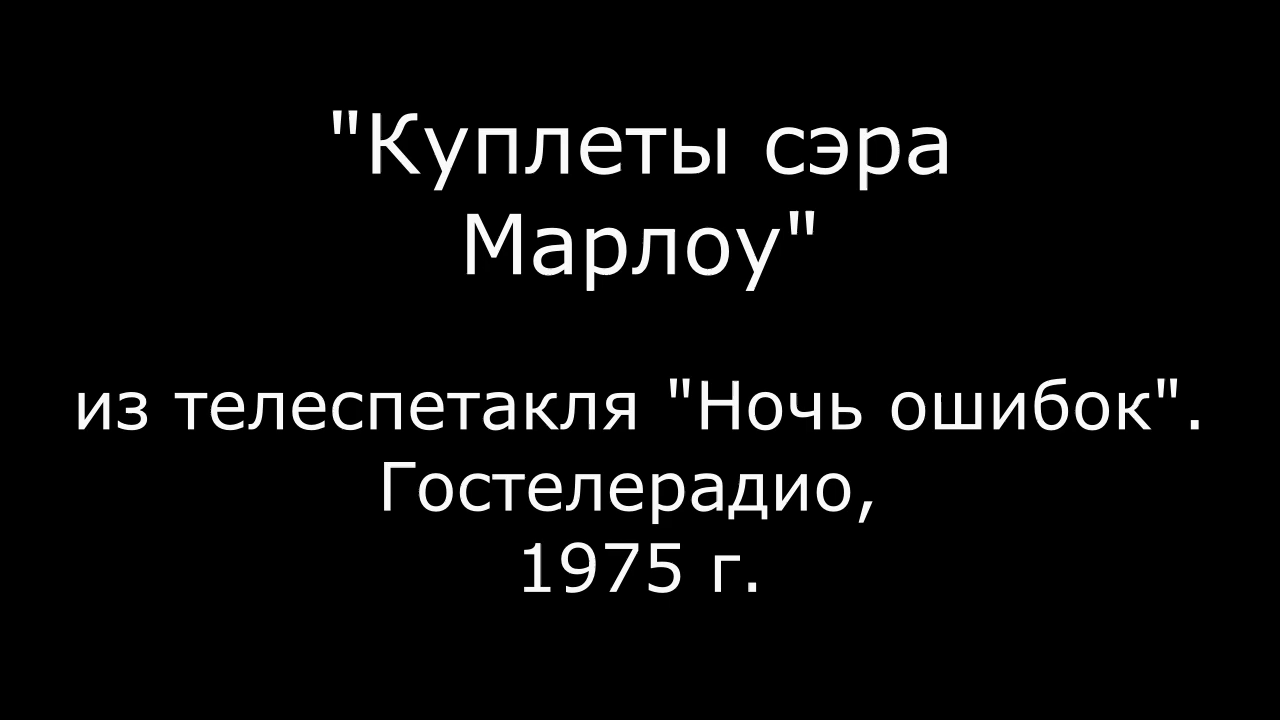 "Куплеты сэра
Марлоу"
из телеспетакля "Ночь ошибок".
Гостелерадио,
1975 г.